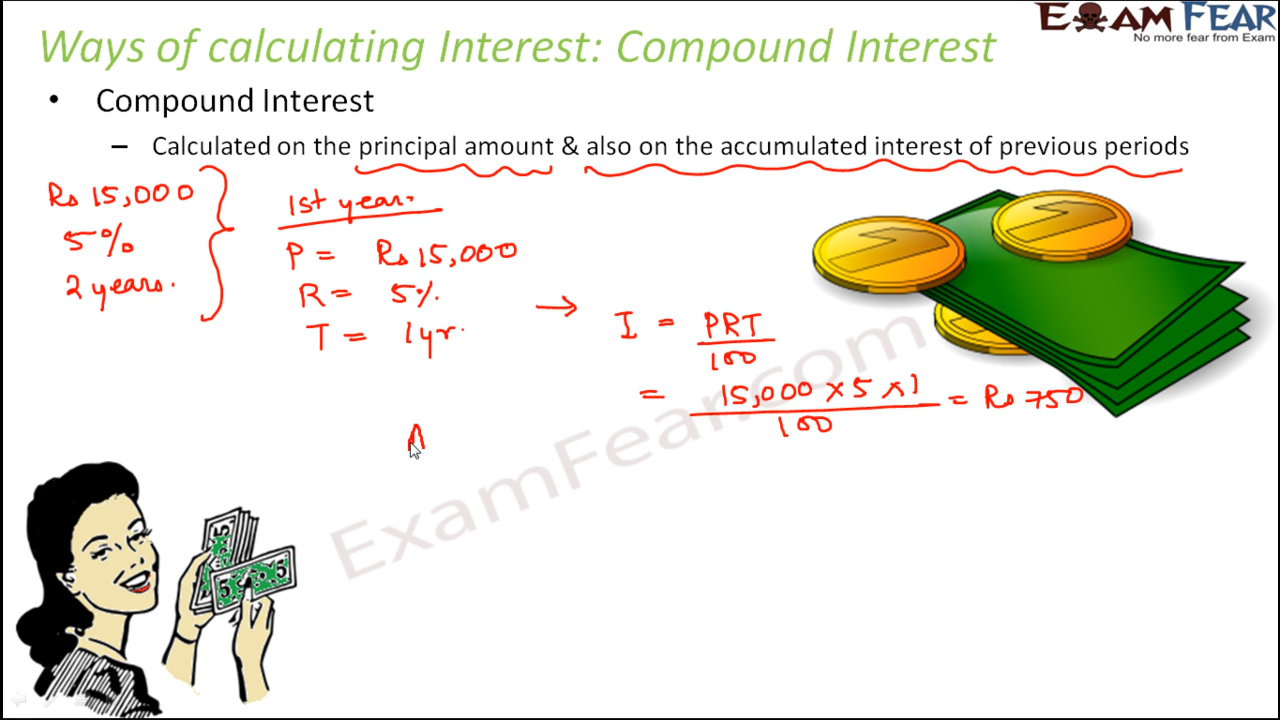 EXAM FEAR
No more fear from Exam
Ways of calculating Interest: Compound Interest
• Compound Interest
– Calculated on the principal amount & also on the accumulated interest of previous periods
Rs 15,000
5%
2 years.
1st year.
P = Rs 15,000
R = 5%.
T = 1yr.
→ I = PRT
100
= 15,000 × 5 × 1
100
= Rs 750
A
ExamFear.com